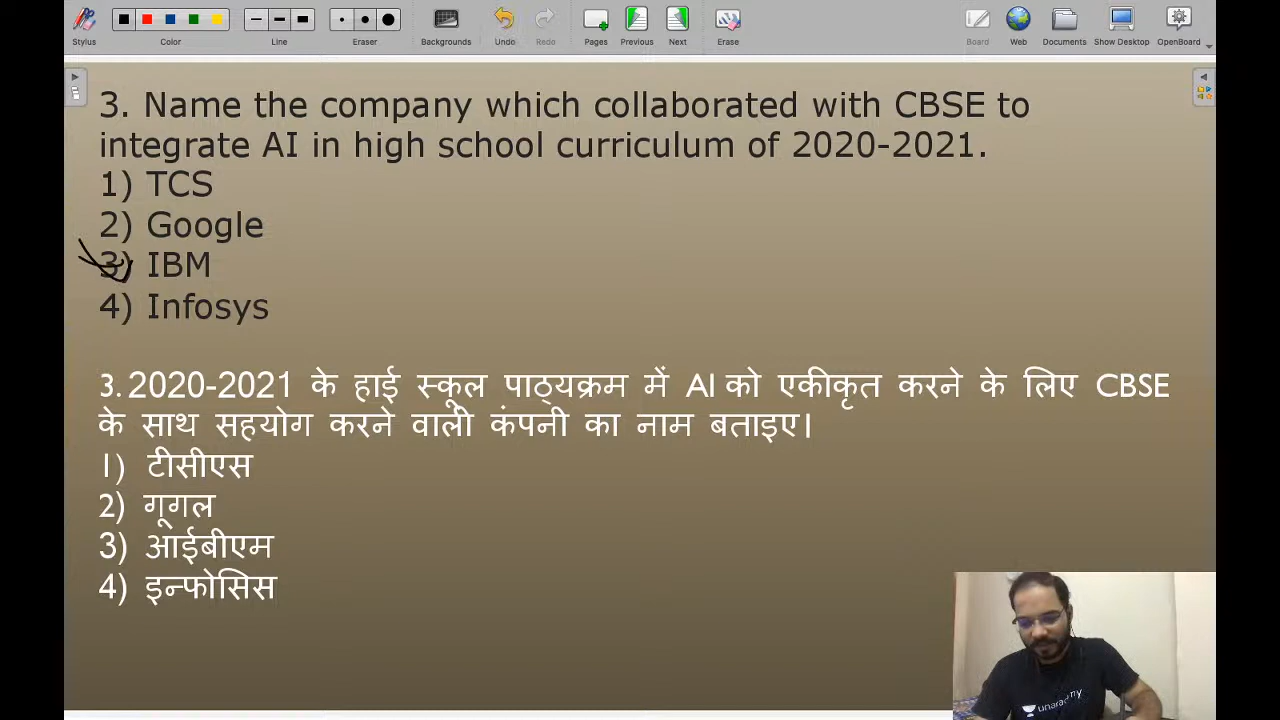 Stylus Color Line Eraser Backgrounds Undo Redo Pages Previous Next Erase Board Web Documents Show Desktop OpenBoard
3. Name the company which collaborated with CBSE to
integrate AI in high school curriculum of 2020-2021.
1) TCS
2) Google
3) IBM
4) Infosys
3. 2020-2021 के हाई स्कूल पाठ्यक्रम में AI को एकीकृत करने के लिए CBSE
के साथ सहयोग करने वाली कंपनी का नाम बताइए।
1) टीसीएस
2) गूगल
3) आईबीएम
4) इन्फोसिस
unacademy